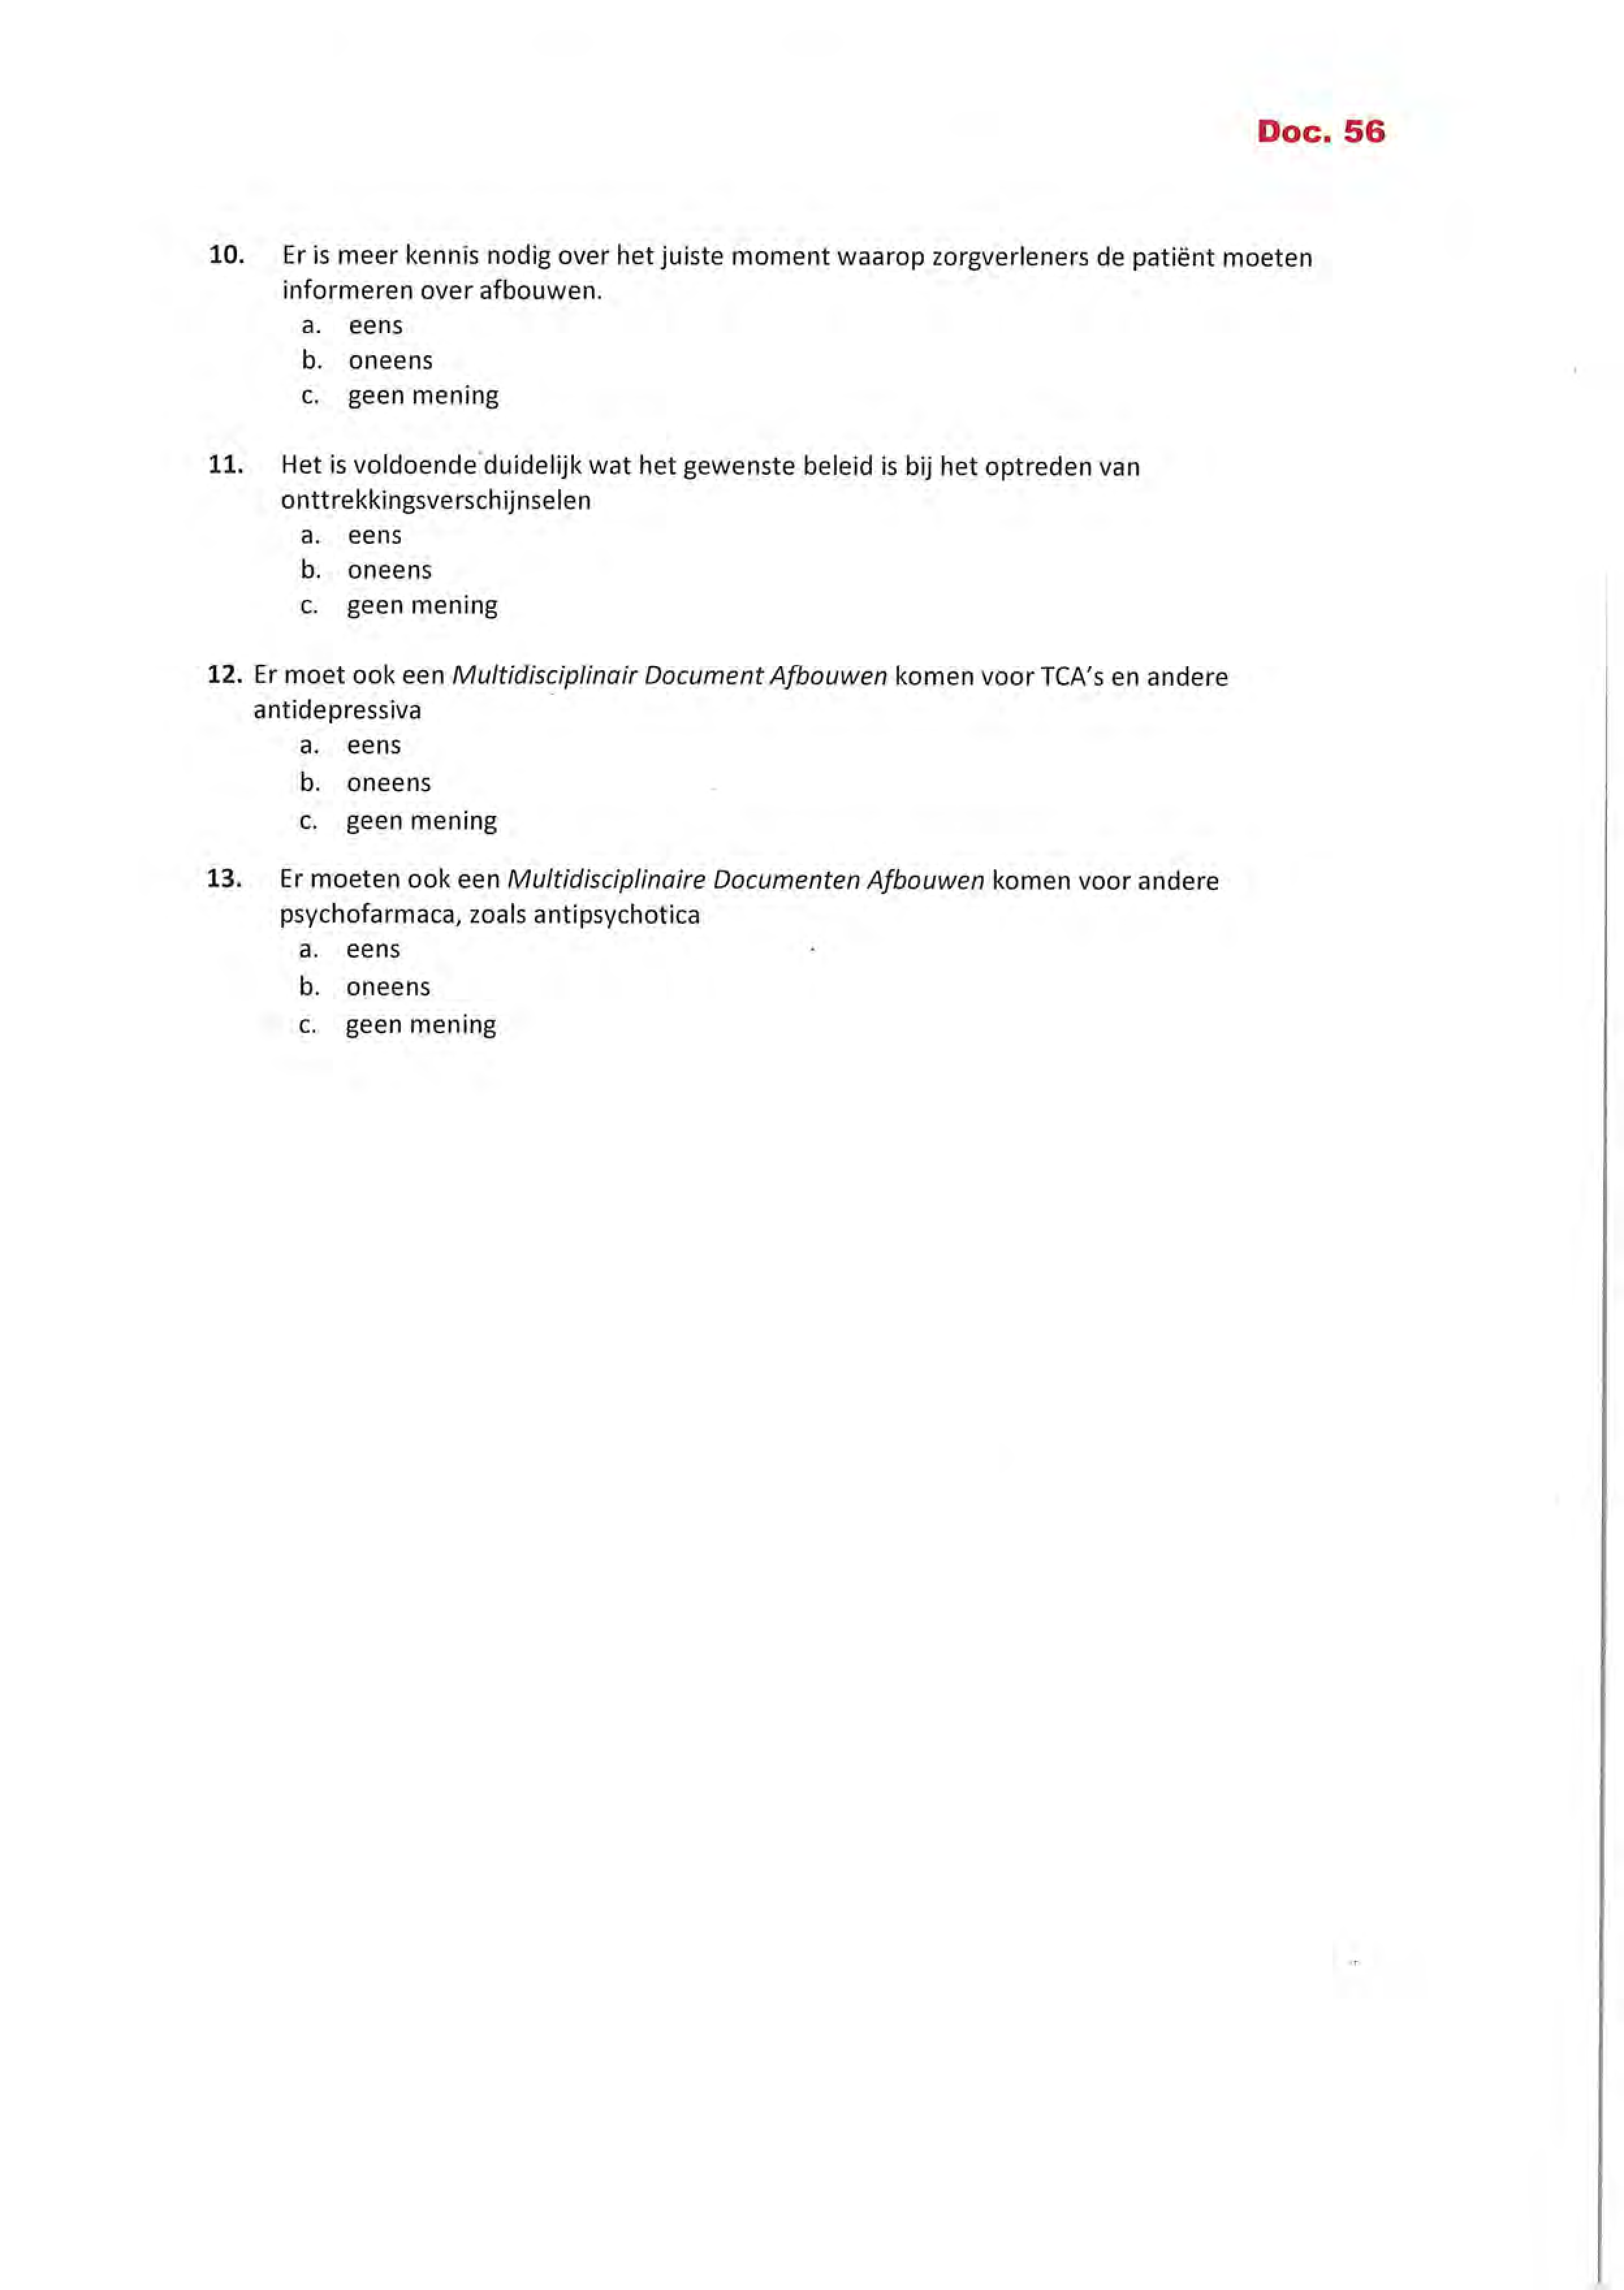 Doc. 56
10. Er is meer kennis nodig over het juiste moment waarop zorgverleners de patiënt moeten
informeren over afbouwen.
a. eens
b. oneens
c. geen mening
11. Het is voldoende duidelijk wat het gewenste beleid is bij het optreden van
onttrekkingsverschijnselen
a. eens
b. oneens
c. geen mening
12. Er moet ook een Multidisciplinair Document Afbouwen komen voor TCA's en andere
antidepressiva
a. eens
b. oneens
c. geen mening
13. Er moeten ook een Multidisciplinaire Documenten Afbouwen komen voor andere
psychofarmaca, zoals antipsychotica
a. eens
b. oneens
c. geen mening